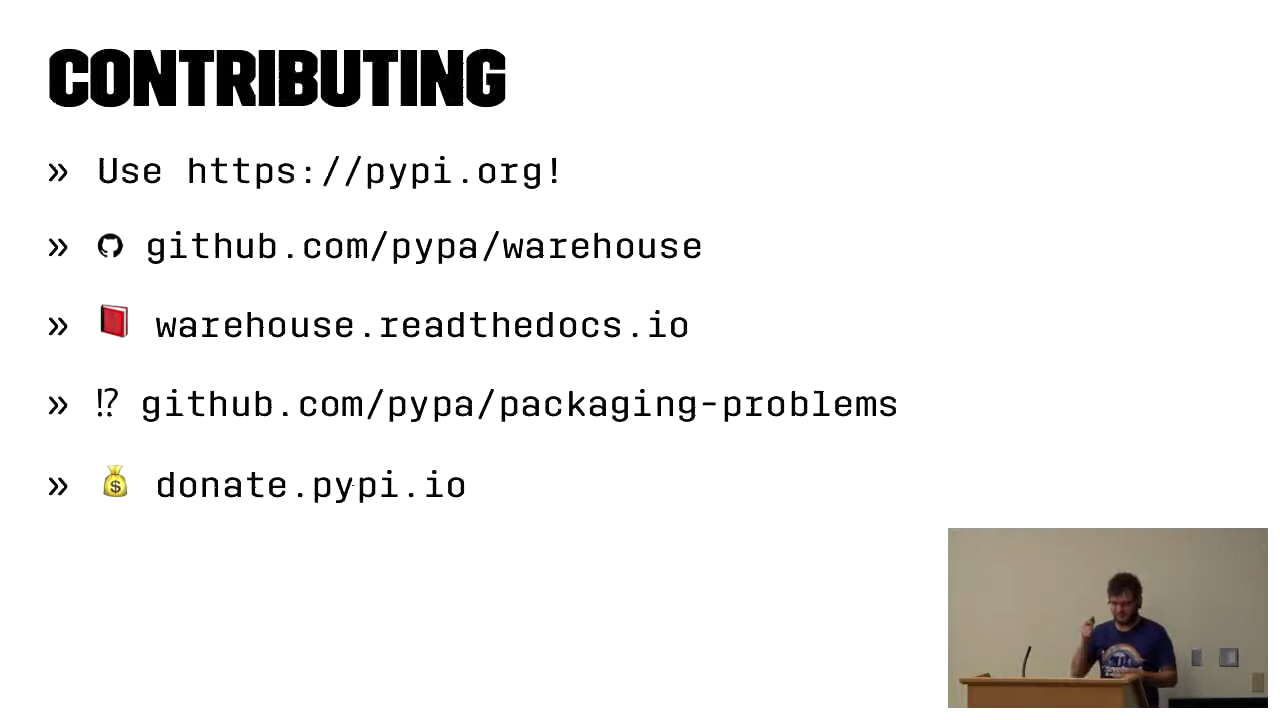 CONTRIBUTING
» Use https://pypi.org!
» github.com/pypa/warehouse
» 📕 warehouse.readthedocs.io
» ⁉ github.com/pypa/packaging-problems
» 💰 donate.pypi.io